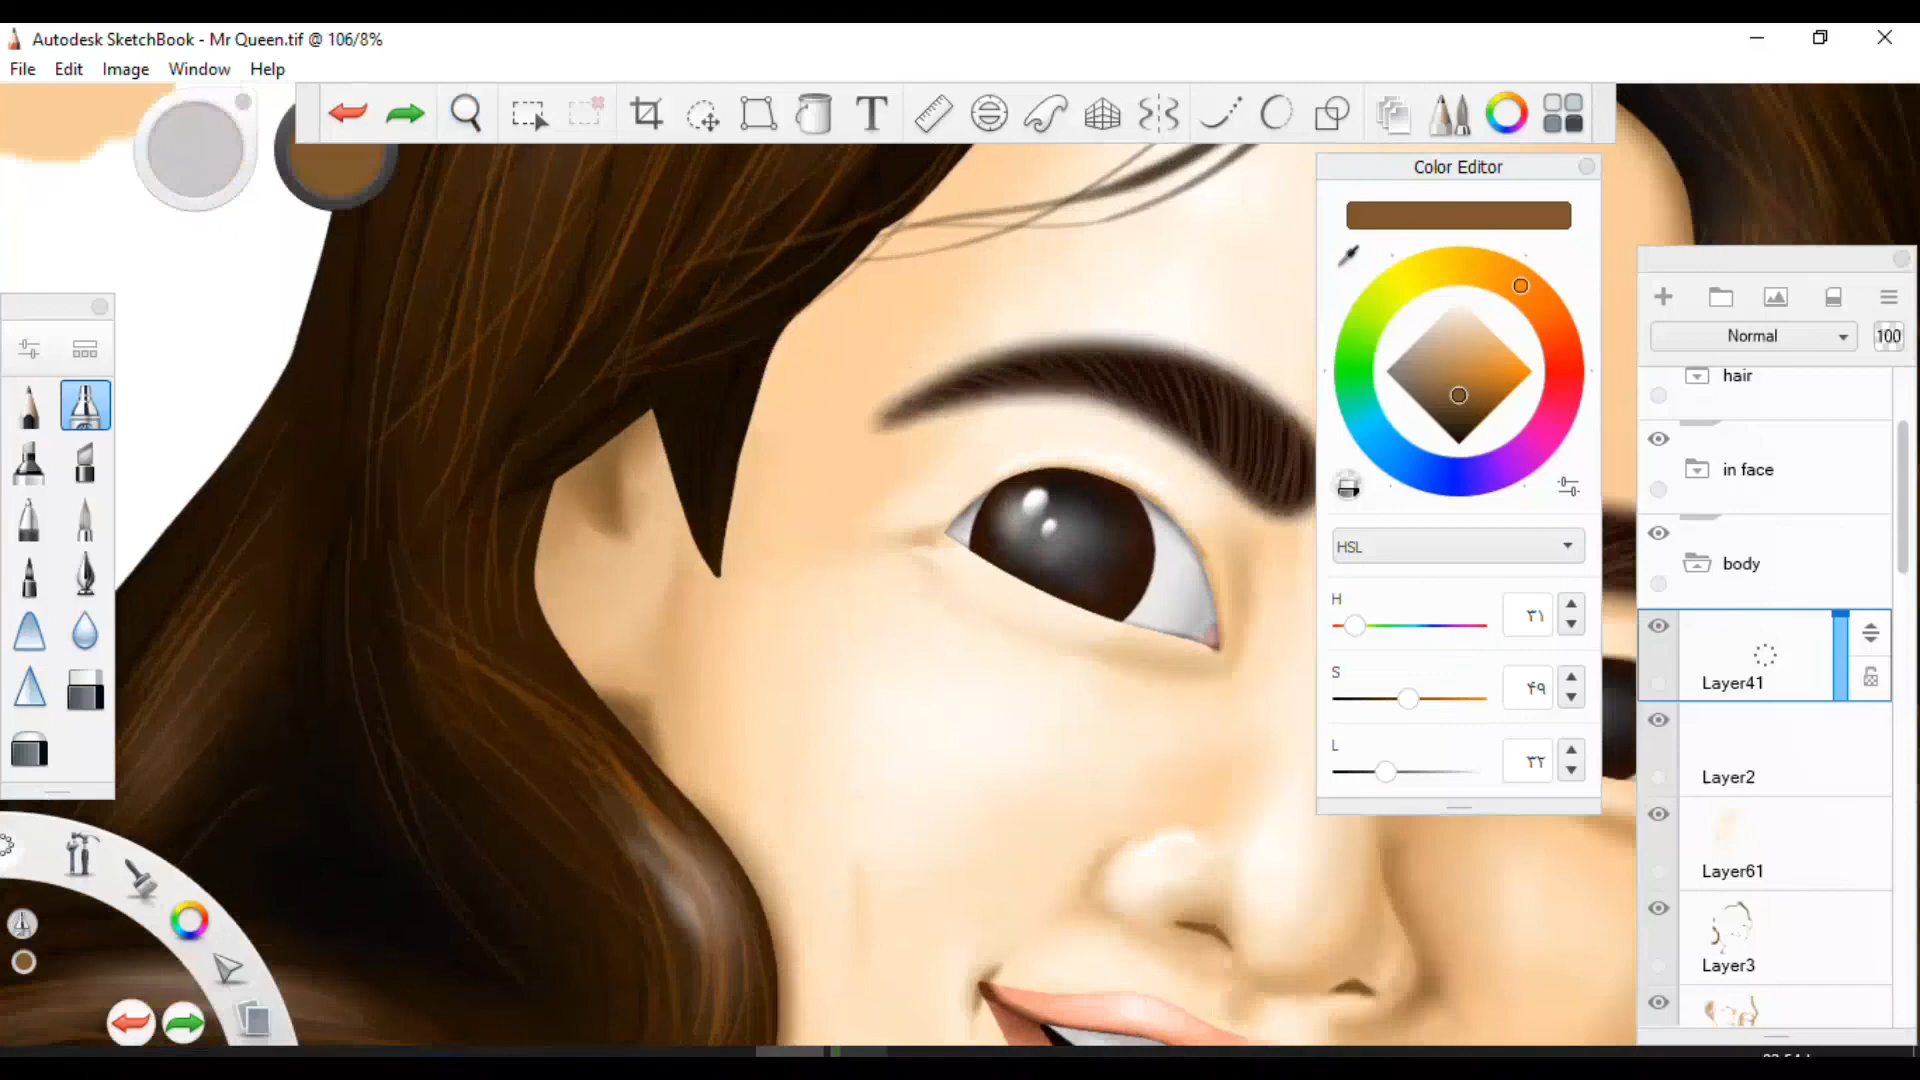 Autodesk SketchBook - Mr Queen.tif @ 106/8%
File Edit Image Window Help
T
Color Editor
HSL
H
۳۱
S
۴۹
L
۳۲
Normal
100
hair
in face
body
Layer41
Layer2
Layer61
Layer3